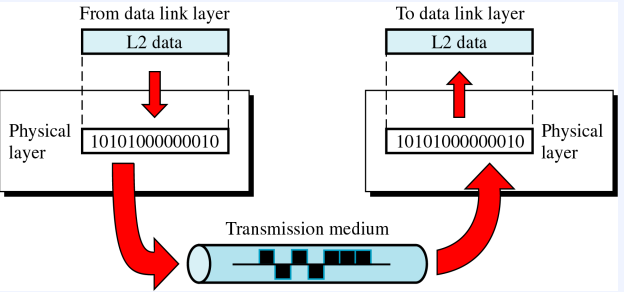 From data link layer
To data link layer
L2 data
L2 data
Physical
layer
10101000000010
10101000000010
Physical
layer
Transmission medium